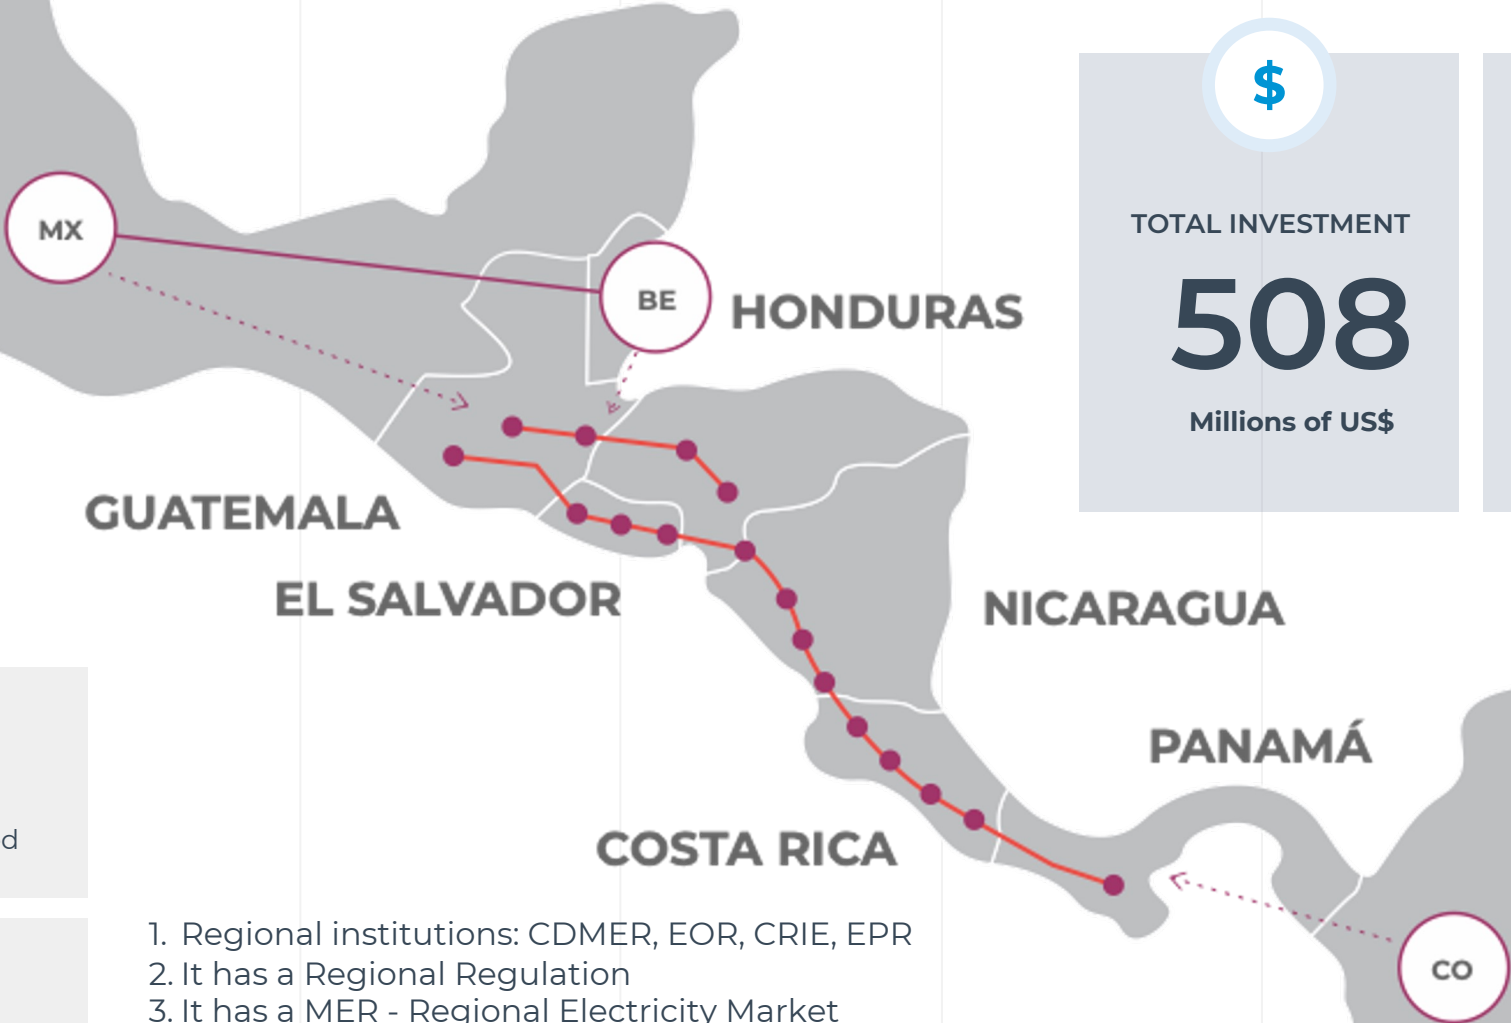 $
TOTAL INVESTMENT
508
Millions of US$
MX
BE
HONDURAS
GUATEMALA
EL SALVADOR
NICARAGUA
PANAMÁ
COSTA RICA
CO
d
1. Regional institutions: CDMER, EOR, CRIE, EPR
2. It has a Regional Regulation
3. It has a MER - Regional Electricity Market